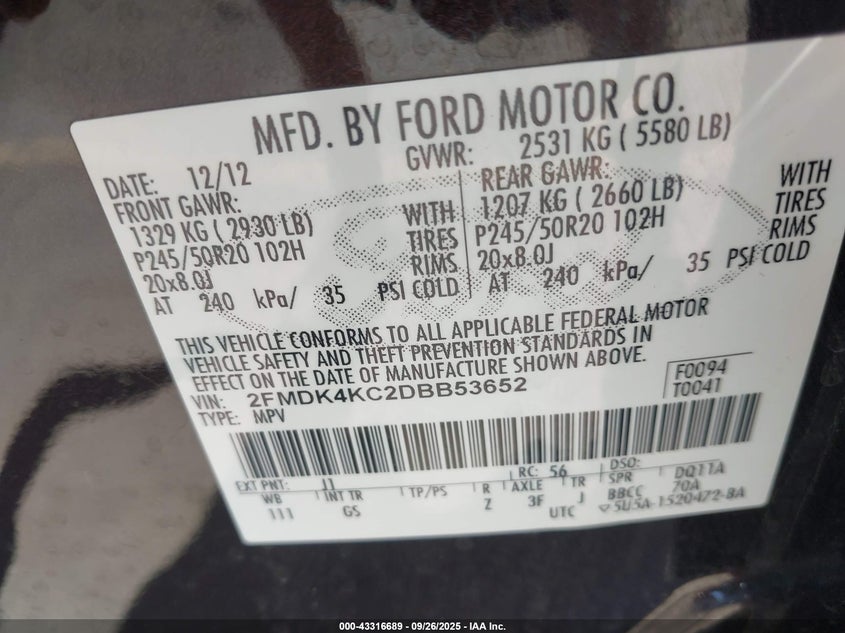 MFD. BY FORD MOTOR CO.
DATE: 12/12 GVWR: 2531 KG ( 5580 LB)
FRONT GAWR: REAR GAWR:
1329 KG ( 2930 LB) WITH 1207 KG ( 2660 LB) WITH
P245/50R20 102H TIRES P245/50R20 102H TIRES
20x8.0J RIMS 20x8.0J RIMS
AT 240 kPa/ 35 PSI COLD AT 240 kPa/ 35 PSI COLD
THIS VEHICLE CONFORMS TO ALL APPLICABLE FEDERAL MOTOR
VEHICLE SAFETY AND THEFT PREVENTION STANDARDS IN
EFFECT ON THE DATE OF MANUFACTURE SHOWN ABOVE.
VIN: 2FMDK4KC2DBB53652 F0094
TYPE: MPV T0041
EXT PNT: J1 RC: 56 DSO:
WB INT TR TP/PS R AXLE TR SPR DQ11A
111 GS Z 3F J BBCC 70A
UTC 5U5A-1520472-BA
000-43316689 - 09/26/2025 - IAA Inc.